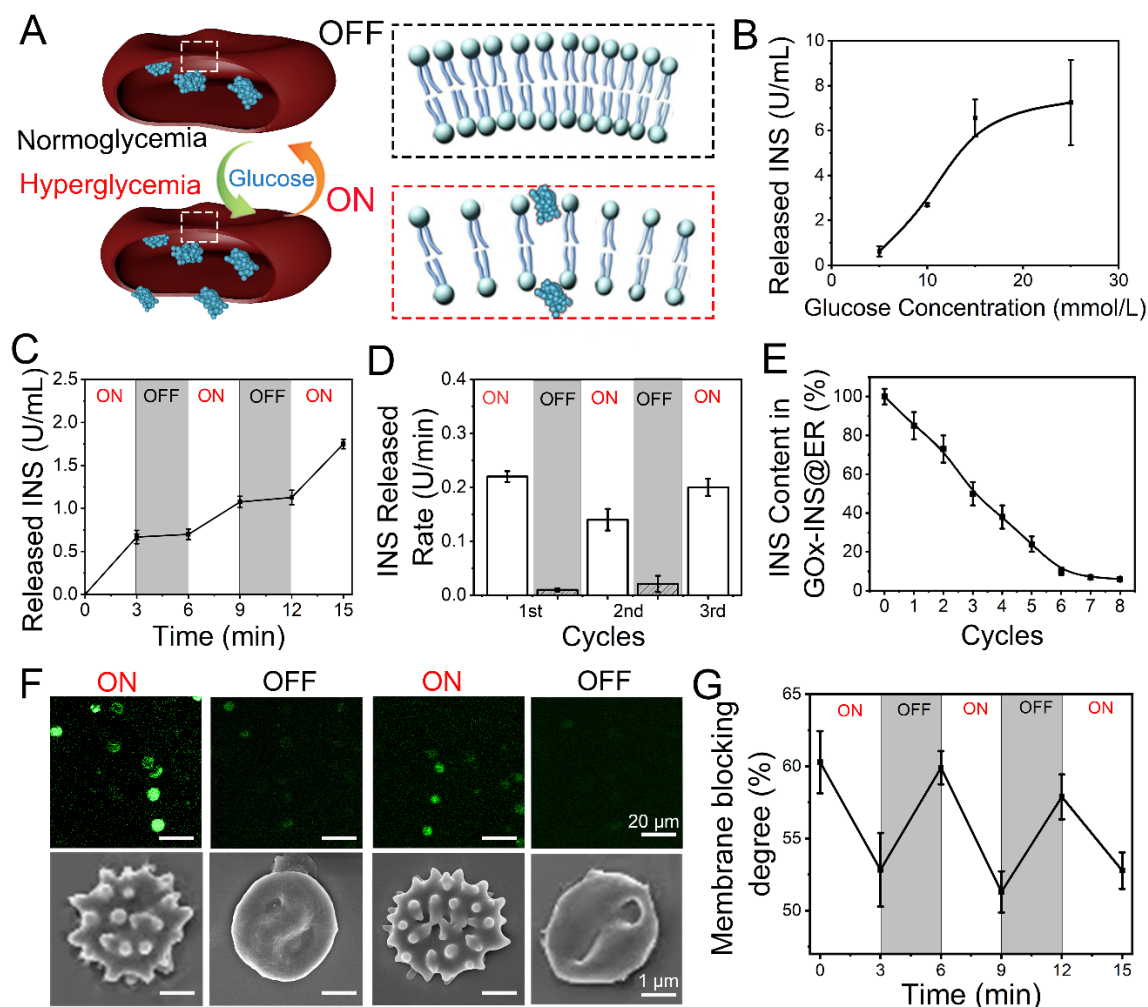 A
OFF
Normoglycemia
Hyperglycemia
Glucose
ON
B
Released INS (U/mL)
10
8
6
4
2
0
0 10 20 30
Glucose Concentration (mmol/L)
C
Released INS (U/mL)
2.5
2.0
1.5
1.0
0.5
0.0
ON OFF ON OFF ON
0 3 6 9 12 15
Time (min)
D
INS Released
Rate (U/min)
0.4
0.2
0.0
ON OFF ON OFF ON
1st 2nd 3rd
Cycles
E
INS Content in
GOx-INS@ER (%)
100
80
60
40
20
0
0 1 2 3 4 5 6 7 8
Cycles
F
ON OFF ON OFF
20 μm
1 μm
G
Membrane blocking
degree (%)
65
60
55
50
ON OFF ON OFF ON
0 3 6 9 12 15
Time (min)